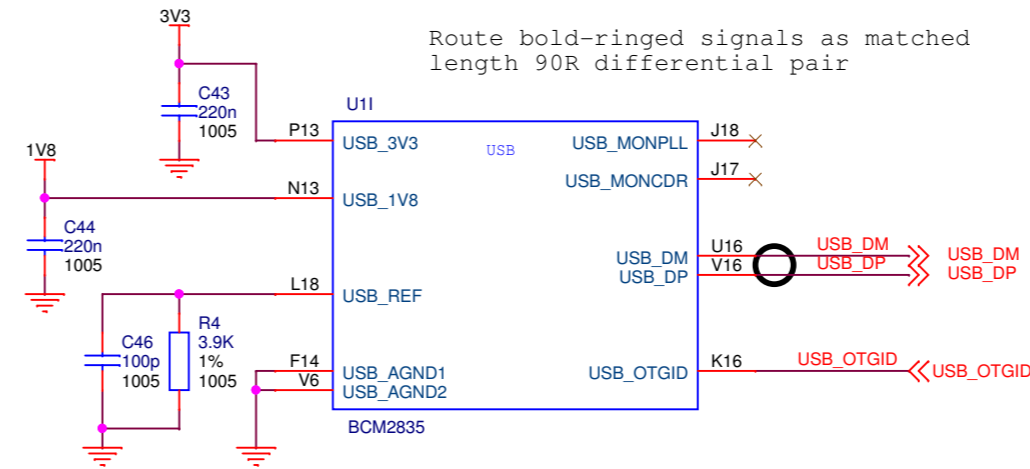 3V3
Route bold-ringed signals as matched
length 90R differential pair
C43
220n
1005
U1I
P13
USB_3V3
USB
USB_MONPLL
J18
1V8
USB_MONCDR
J17
N13
USB_1V8
C44
220n
1005
USB_DM
U16
USB_DM
USB_DM
USB_DP
V16
USB_DP
USB_DP
L18
USB_REF
C46
100p
1005
R4
3.9K
1%
1005
F14
USB_AGND1
V6
USB_AGND2
USB_OTGID
K16
USB_OTGID
USB_OTGID
BCM2835